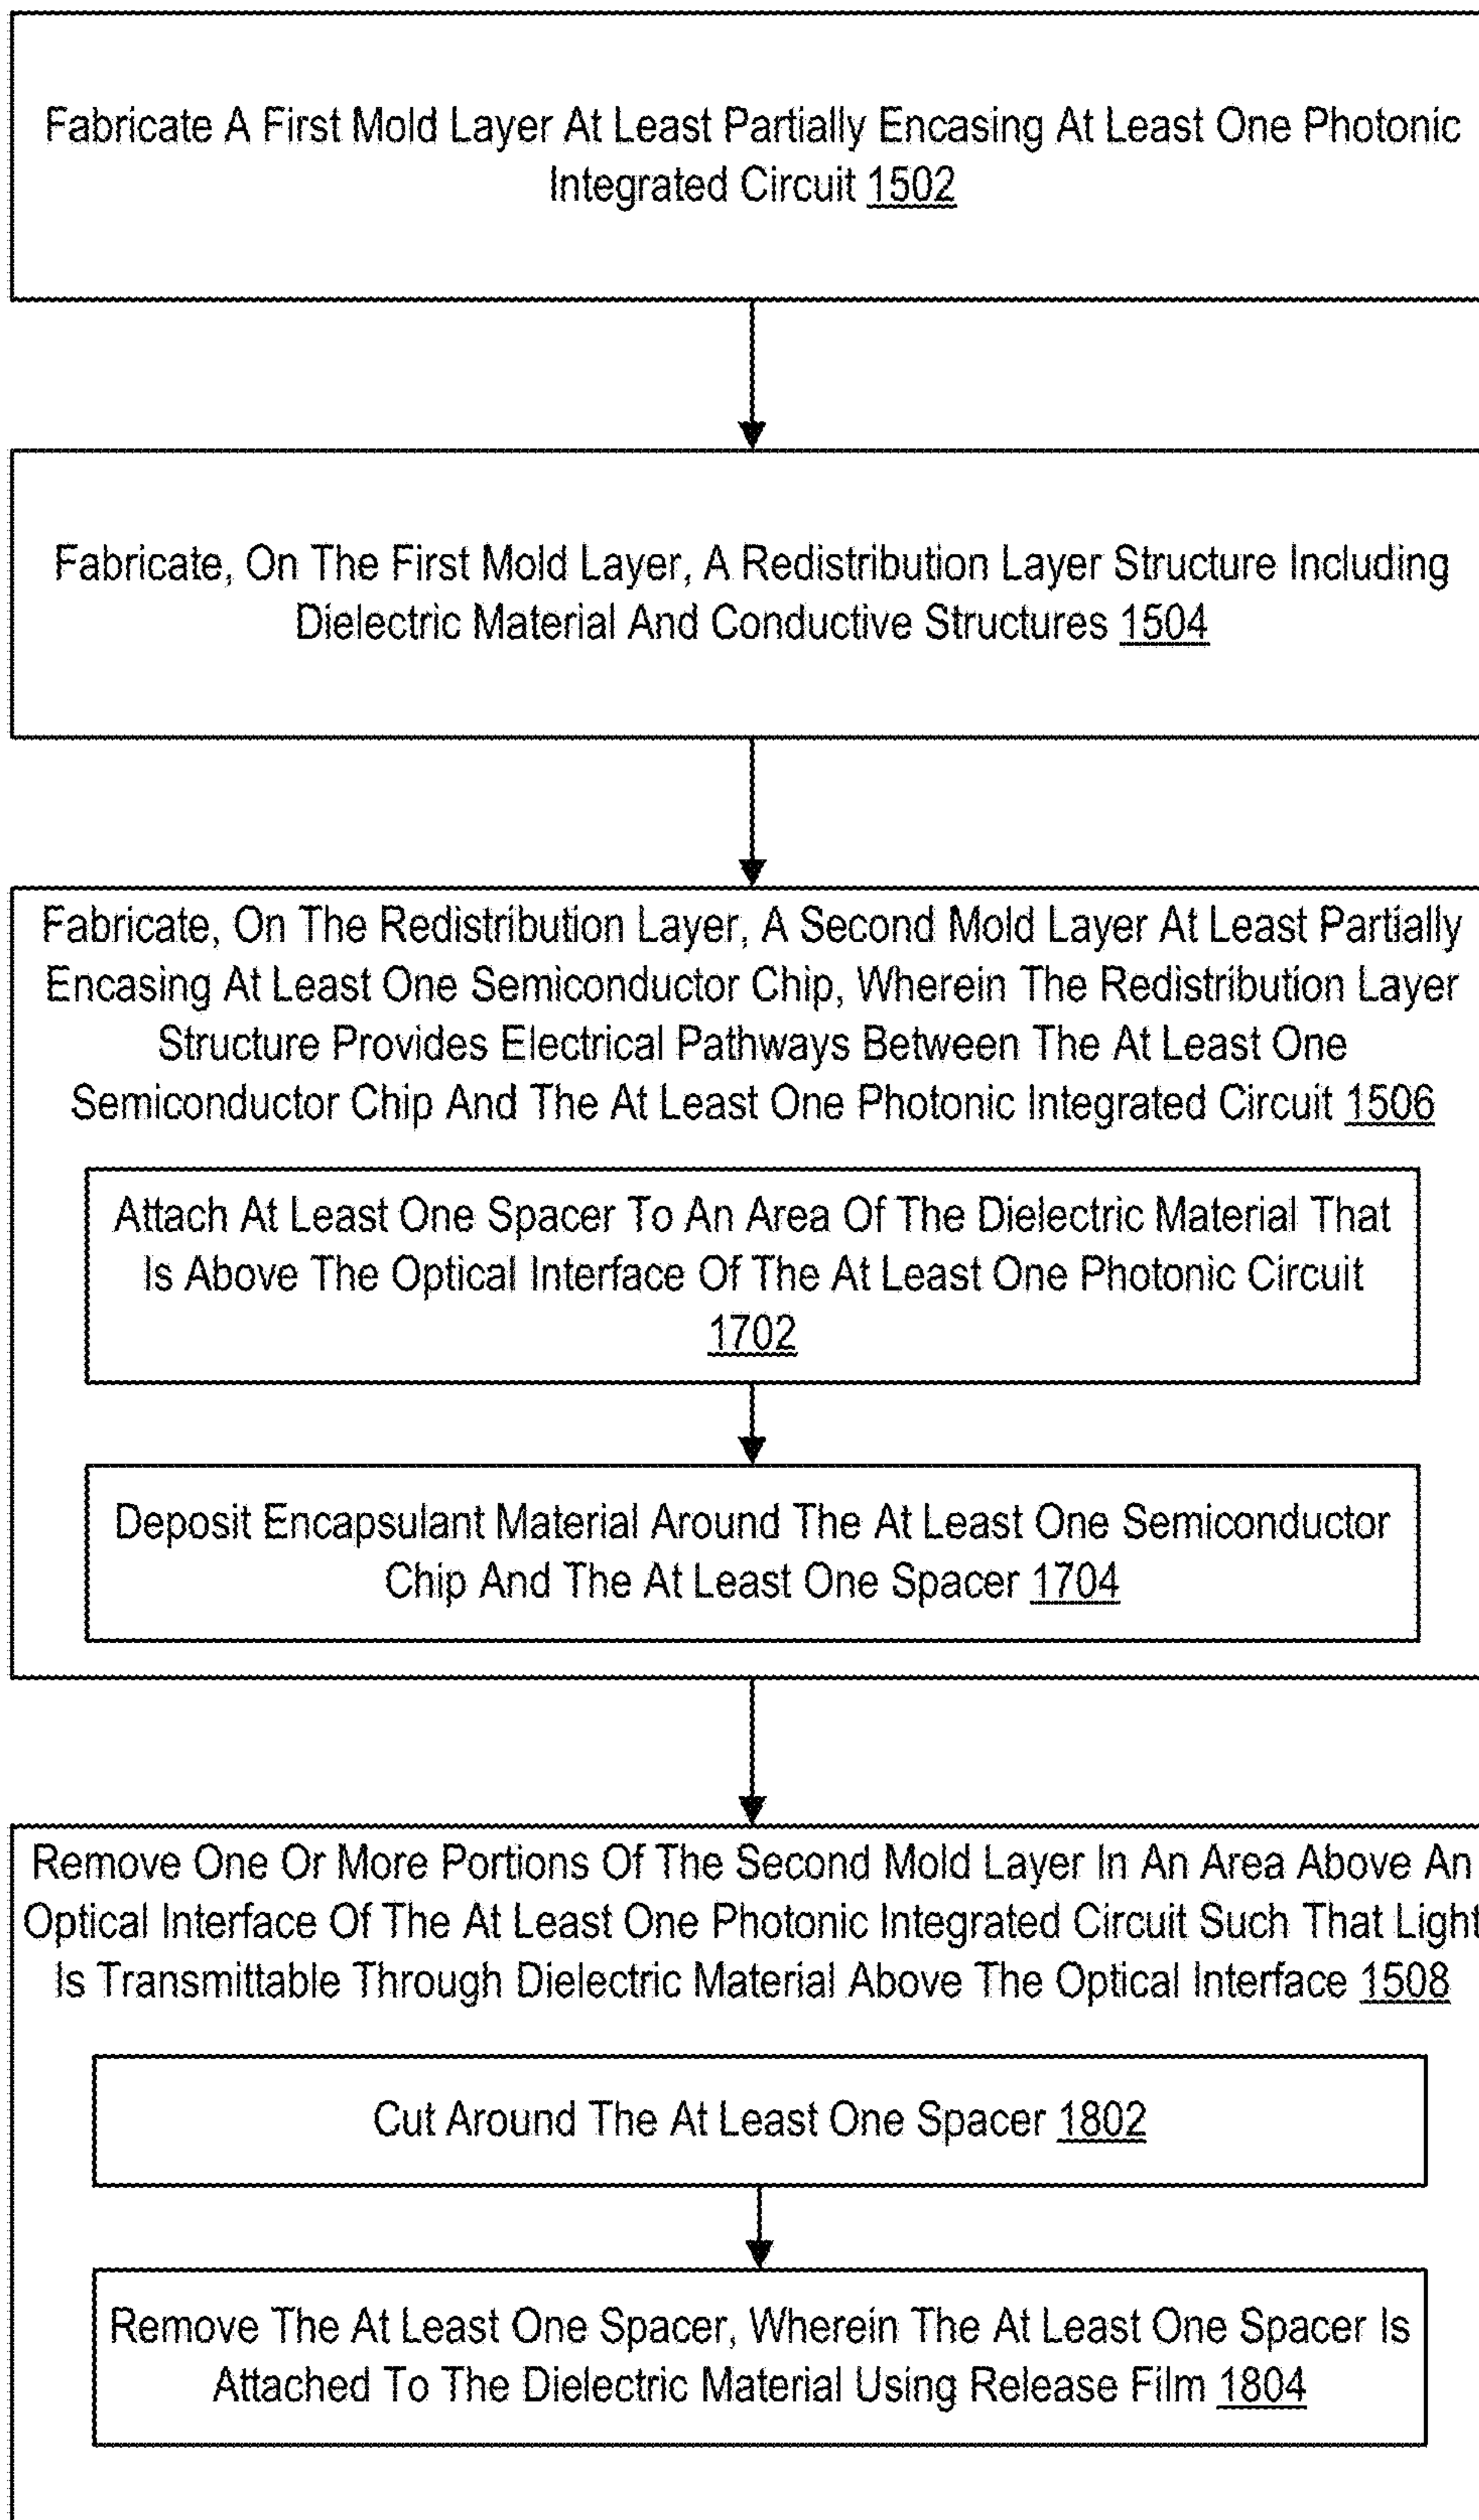 Fabricate A First Mold Layer At Least Partially Encasing At Least One Photonic
Integrated Circuit 1502
Fabricate, On The First Mold Layer, A Redistribution Layer Structure Including
Dielectric Material And Conductive Structures 1504
Fabricate, On The Redistribution Layer, A Second Mold Layer At Least Partially
Encasing At Least One Semiconductor Chip, Wherein The Redistribution Layer
Structure Provides Electrical Pathways Between The At Least One
Semiconductor Chip And The At Least One Photonic Integrated Circuit 1506
Attach At Least One Spacer To An Area Of The Dielectric Material That
Is Above The Optical Interface Of The At Least One Photonic Circuit
1702
Deposit Encapsulant Material Around The At Least One Semiconductor
Chip And The At Least One Spacer 1704
Remove One Or More Portions Of The Second Mold Layer In An Area Above An
Optical Interface Of The At Least One Photonic Integrated Circuit Such That Light
Is Transmittable Through Dielectric Material Above The Optical Interface 1508
Cut Around The At Least One Spacer 1802
Remove The At Least One Spacer, Wherein The At Least One Spacer Is
Attached To The Dielectric Material Using Release Film 1804